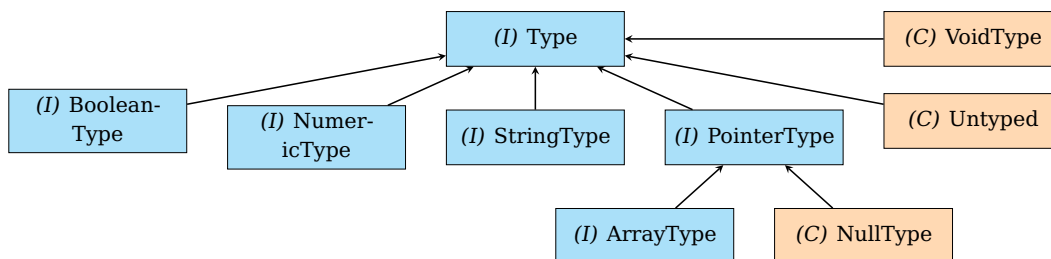 (I) Type
(C) VoidType
(I) Boolean-
Type
(I) Numer-
icType
(I) StringType
(I) PointerType
(C) Untyped
(I) ArrayType
(C) NullType